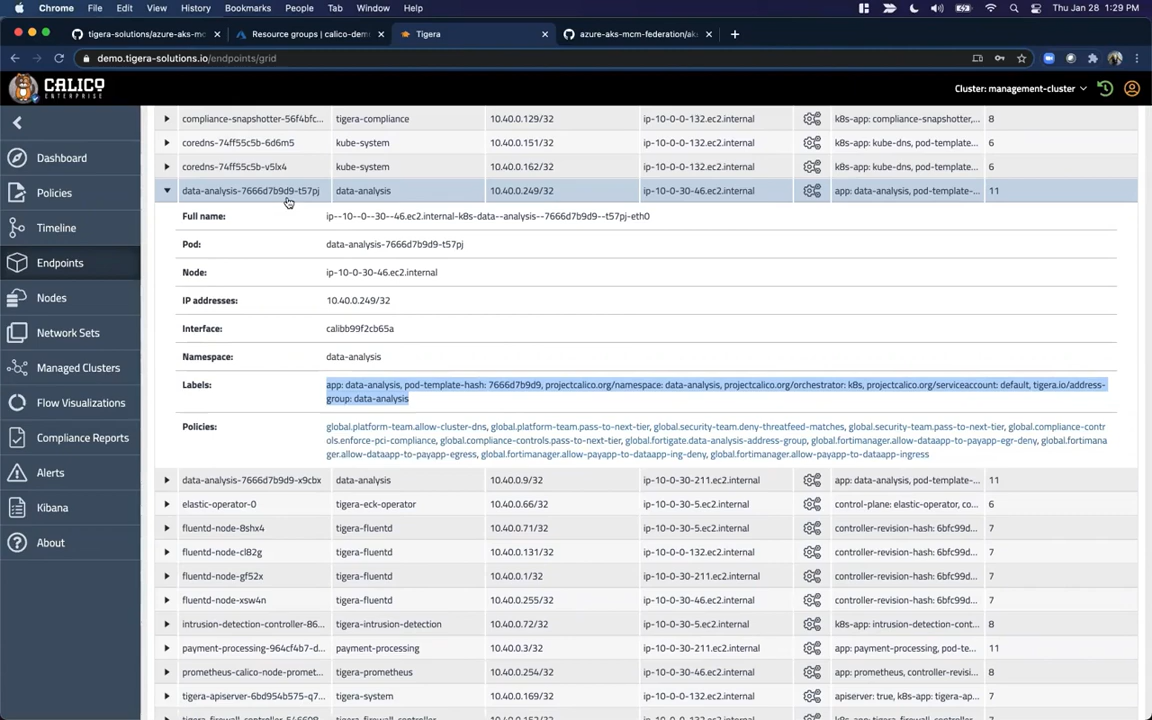 Chrome File Edit View History Bookmarks People Tab Window Help Thu Jan 28 1:29 PM
tigera-solutions/azure-aks-mc
Resource groups | calico-dem
Tigera
azure-aks-mcm-federation/ak
demo.tigera-solutions.io/endpoints/grid
CALICO
ENTERPRISE
Cluster: management-cluster
Dashboard
Policies
Timeline
Endpoints
Nodes
Network Sets
Managed Clusters
Flow Visualizations
Compliance Reports
Alerts
Kibana
About
compliance-snapshotter-56f4bfc... tigera-compliance 10.40.0.129/32 ip-10-0-0-132.ec2.internal k8s-app: compliance-snapshotter,... 8
coredns-74ff55c5b-6d6m5 kube-system 10.40.0.151/32 ip-10-0-0-132.ec2.internal k8s-app: kube-dns, pod-template... 6
coredns-74ff55c5b-v5lx4 kube-system 10.40.0.162/32 ip-10-0-0-132.ec2.internal k8s-app: kube-dns, pod-template... 6
data-analysis-7666d7b9d9-t57pj data-analysis 10.40.0.249/32 ip-10-0-30-46.ec2.internal app: data-analysis, pod-template-... 11
Full name: ip--10--0--30--46.ec2.internal-k8s-data--analysis--7666d7b9d9--t57pj-eth0
Pod: data-analysis-7666d7b9d9-t57pj
Node: ip-10-0-30-46.ec2.internal
IP addresses: 10.40.0.249/32
Interface: calibb99f2cb65a
Namespace: data-analysis
Labels: app: data-analysis, pod-template-hash: 7666d7b9d9, projectcalico.org/namespace: data-analysis, projectcalico.org/orchestrator: k8s, projectcalico.org/serviceaccount: default, tigera.io/address-
group: data-analysis
Policies: global.platform-team.allow-cluster-dns, global.platform-team.pass-to-next-tier, global.security-team.deny-threatfeed-matches, global.security-team.pass-to-next-tier, global.compliance-contr
ols.enforce-pci-compliance, global.compliance-controls.pass-to-next-tier, global.fortigate.data-analysis-address-group, global.fortimanager.allow-dataapp-to-payapp-egr-deny, global.fortimana
ger.allow-dataapp-to-payapp-egress, global.fortimanager.allow-payapp-to-dataapp-ing-deny, global.fortimanager.allow-payapp-to-dataapp-ingress
data-analysis-7666d7b9d9-x9cbx data-analysis 10.40.0.9/32 ip-10-0-30-211.ec2.internal app: data-analysis, pod-template-... 11
elastic-operator-0 tigera-eck-operator 10.40.0.66/32 ip-10-0-30-5.ec2.internal control-plane: elastic-operator, co... 6
fluentd-node-8shx4 tigera-fluentd 10.40.0.71/32 ip-10-0-30-5.ec2.internal controller-revision-hash: 6bfc99d... 7
fluentd-node-cl82g tigera-fluentd 10.40.0.131/32 ip-10-0-0-132.ec2.internal controller-revision-hash: 6bfc99d... 7
fluentd-node-gf52x tigera-fluentd 10.40.0.1/32 ip-10-0-30-211.ec2.internal controller-revision-hash: 6bfc99d... 7
fluentd-node-xsw4n tigera-fluentd 10.40.0.255/32 ip-10-0-30-46.ec2.internal controller-revision-hash: 6bfc99d... 7
intrusion-detection-controller-86... tigera-intrusion-detection 10.40.0.72/32 ip-10-0-30-5.ec2.internal k8s-app: intrusion-detection-cont... 8
payment-processing-964cf4b7-d... payment-processing 10.40.0.3/32 ip-10-0-30-211.ec2.internal app: payment-processing, pod-te... 11
prometheus-calico-node-promet... tigera-prometheus 10.40.0.254/32 ip-10-0-30-46.ec2.internal app: prometheus, controller-revisi... 8
tigera-apiserver-6bd954b575-q7... tigera-system 10.40.0.169/32 ip-10-0-0-132.ec2.internal apiserver: true, k8s-app: tigera-ap... 7